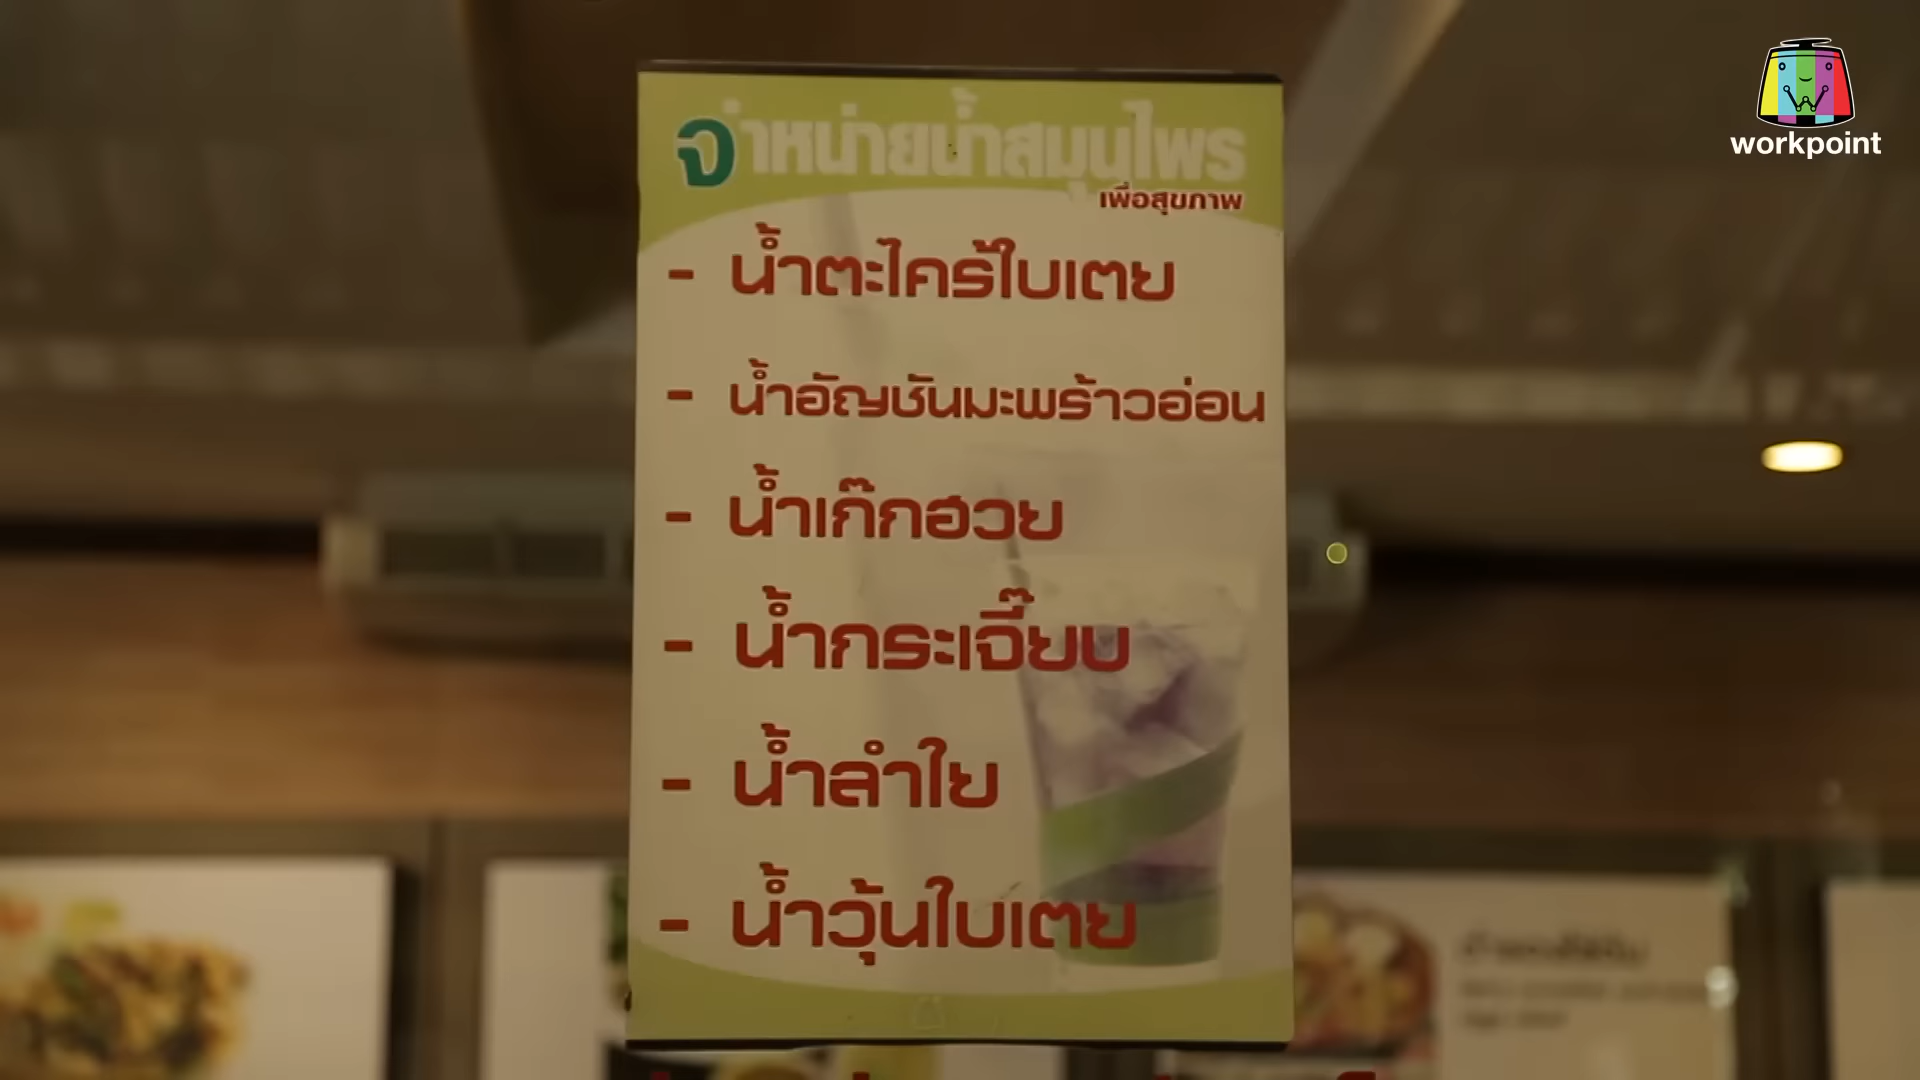 workpoint
จำหน่ายน้ำสมุนไพร
เพื่อสุขภาพ
- น้ำตะไคร้ใบเตย
- น้ำอัญชันมะพร้าวอ่อน
- น้ำเก๊กฮวย
- น้ำกระเจี๊ยบ
- น้ำลำใย
- น้ำวุ้นใบเตย